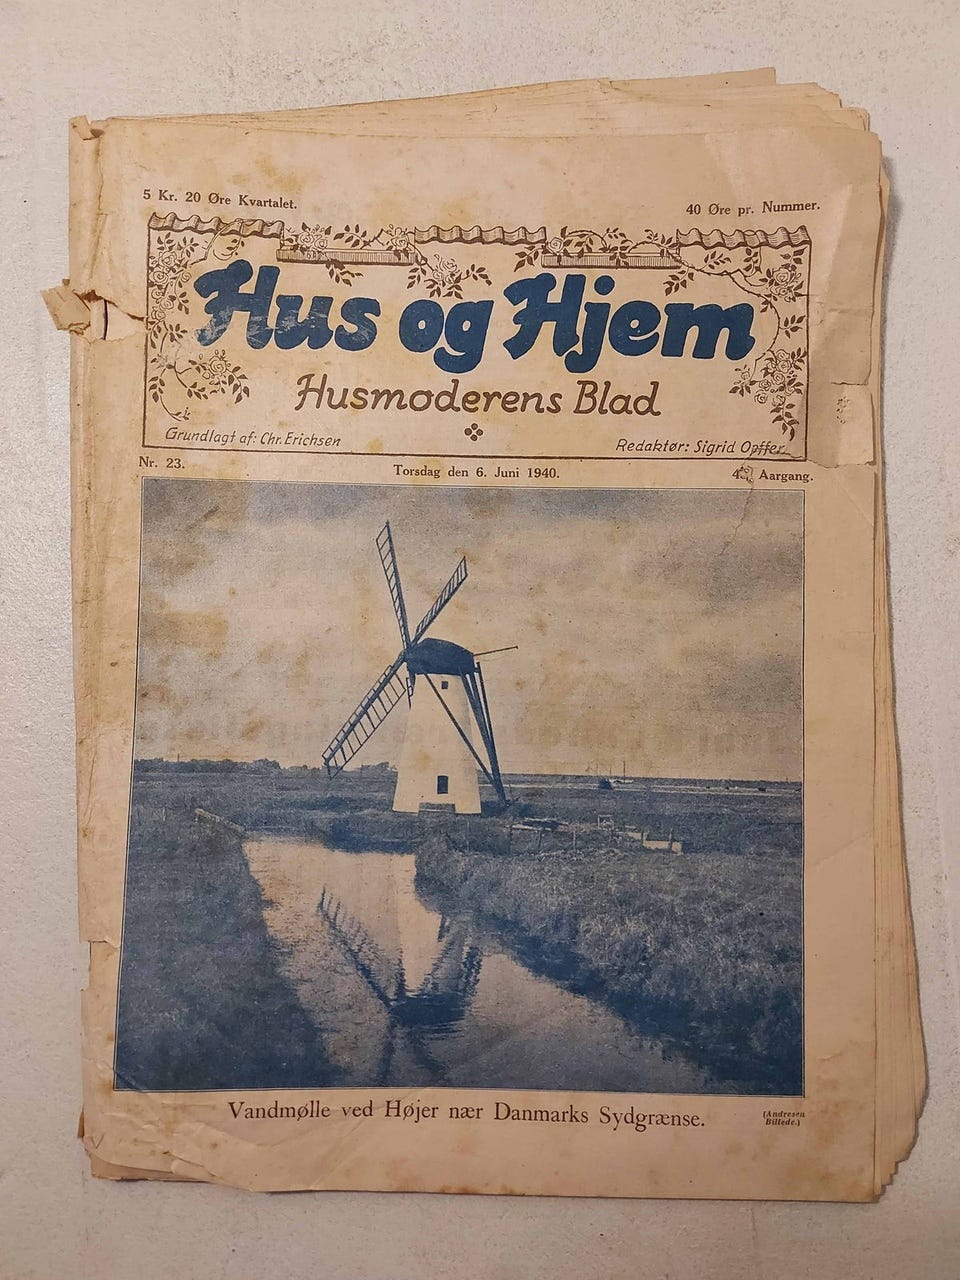 5 Kr. 20 Øre Kvartalet.
40 Øre pr. Nummer.
Hus og Hjem
Husmoderens Blad
Grundlagt af: Chr. Erichsen
Redaktør: Sigrid Opffer
Nr. 23.
Torsdag den 6. Juni 1940.
Aargang.
Vandmølle ved Højer nær Danmarks Sydgrænse.
(Andresen
Billede.)